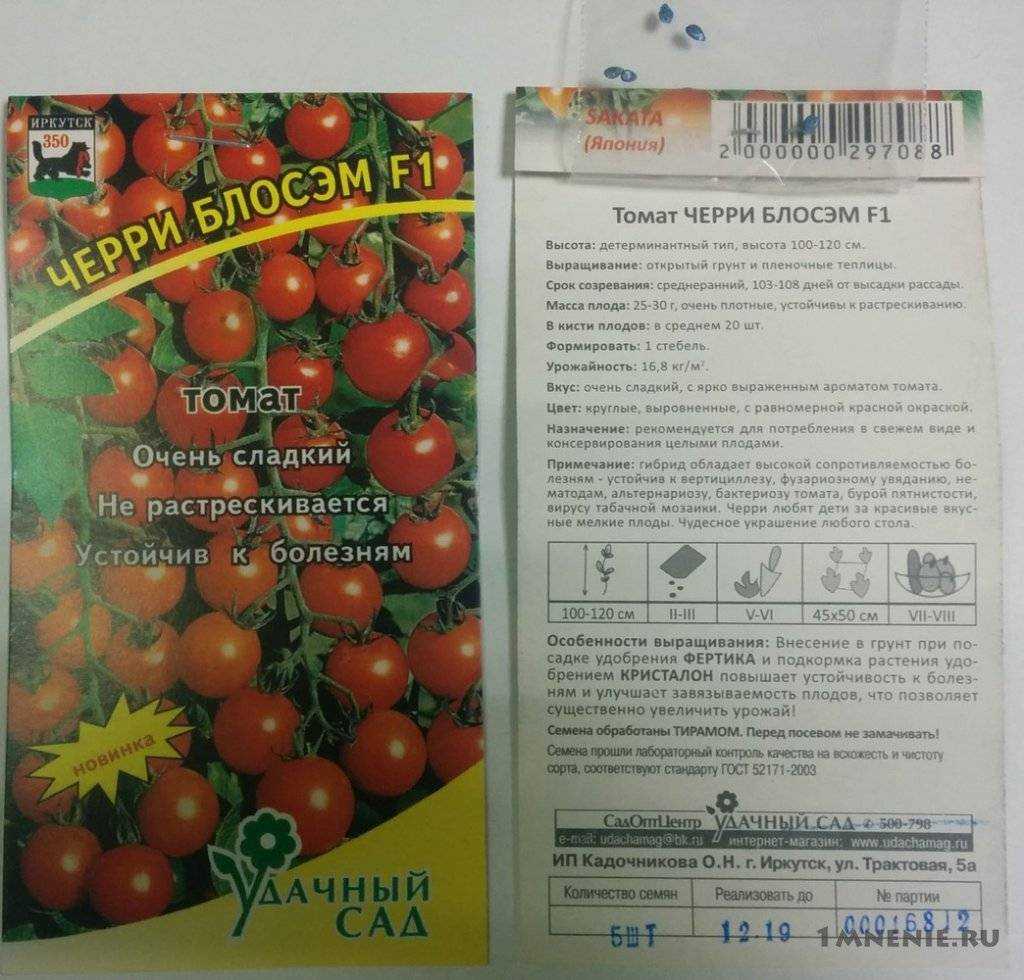 ИРКУТСК
350
ЧЕРРИ БЛОСЭМ F1
томат
Очень сладкий
Не растрескивается
Устойчив к болезням
новинка
УДАЧНЫЙ
САД
SAKATA
(Япония)
2 000000 297088
Томат ЧЕРРИ БЛОСЭМ F1
Высота: детерминантный тип, высота 100-120 см.
Выращивание: открытый грунт и пленочные теплицы.
Срок созревания: среднеранний, 103-108 дней от высадки рассады.
Масса плода: 25-30 г, очень плотные, устойчивы к растрескиванию.
В кисти плодов: в среднем 20 шт.
Формировать: 1 стебель.
Урожайность: 16,8 кг/м².
Вкус: очень сладкий, с ярко выраженным ароматом томата.
Цвет: круглые, выровненные, с равномерной красной окраской.
Назначение: рекомендуется для потребления в свежем виде и
консервирования целыми плодами.
Примечание: гибрид обладает высокой сопротивляемостью бо-
лезням - устойчив к вертициллезу, фузариозному увяданию, не-
матодам, альтернариозу, бактериозу томата, бурой пятнистости,
вирусу табачной мозаики. Черри любят дети за красивые вкус-
ные мелкие плоды. Чудесное украшение любого стола.
100-120 см II-III V-VI 45х50 см VII-VIII
Особенности выращивания: Внесение в грунт при по-
садке удобрения ФЕРТИКА и подкормка растения удо-
брением КРИСТАЛОН повышает устойчивость к болез-
ням и улучшает завязываемость плодов, что позволяет
существенно увеличить урожай!
Семена обработаны ТИРАМОМ. Перед посевом не замачивать!
Семена прошли лабораторный контроль качества на всхожесть и чистоту
сорта, соответствуют стандарту ГОСТ 52171-2003
СадОптЦентр УДАЧНЫЙ САД ✆ 500-798
e-mail: udachamag@bk.ru интернет-магазин: www.udachamag.ru
ИП Кадочникова О.Н. г. Иркутск, ул. Трактовая, 5а
Количество семян Реализовать до № партии
5ШТ 12.19 00016812
1MNENIE.RU